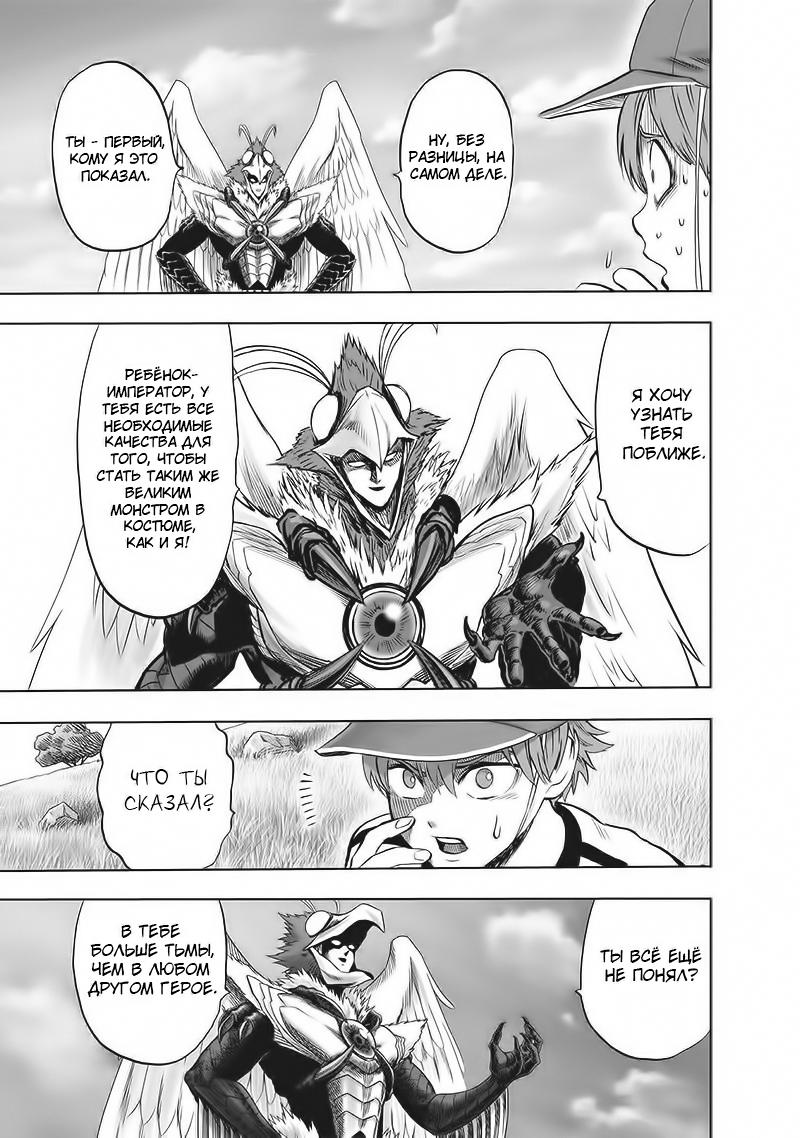 НУ, БЕЗ
РАЗНИЦЫ, НА
САМОМ ДЕЛЕ.
ТЫ - ПЕРВЫЙ,
КОМУ Я ЭТО
ПОКАЗАЛ.
Я ХОЧУ
УЗНАТЬ
ТЕБЯ
ПОБЛИЖЕ.
РЕБЁНОК-
ИМПЕРАТОР, У
ТЕБЯ ЕСТЬ ВСЕ
НЕОБХОДИМЫЕ
КАЧЕСТВА ДЛЯ
ТОГО, ЧТОБЫ
СТАТЬ ТАКИМ ЖЕ
ВЕЛИКИМ
МОНСТРОМ В
КОСТЮМЕ,
КАК И Я!
ЧТО ТЫ
СКАЗАЛ?
ТЫ ВСЁ ЕЩЁ
НЕ ПОНЯЛ?
В ТЕБЕ
БОЛЬШЕ ТЬМЫ,
ЧЕМ В ЛЮБОМ
ДРУГОМ ГЕРОЕ.